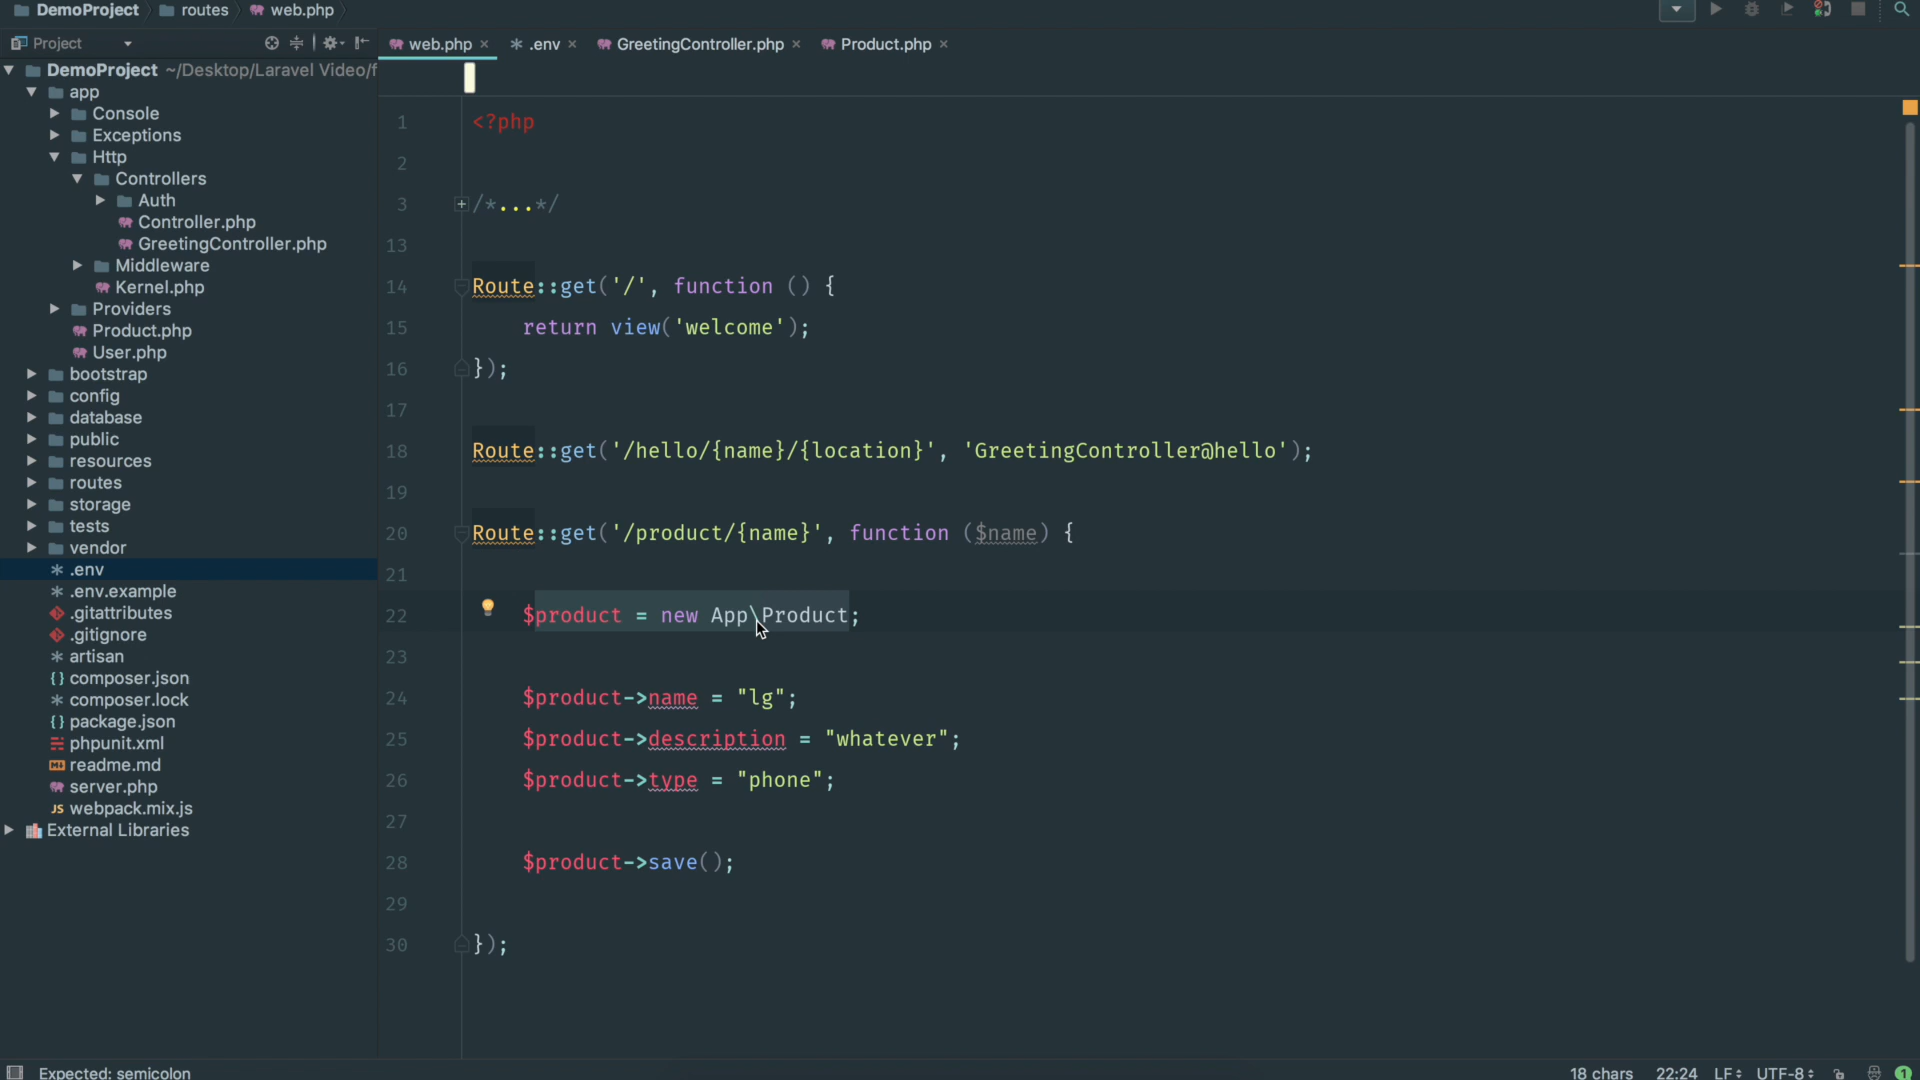 DemoProject routes web.php
Project
web.php .env GreetingController.php Product.php
DemoProject ~/Desktop/Laravel Video/f
app
Console
Exceptions
Http
Controllers
Auth
Controller.php
GreetingController.php
Middleware
Kernel.php
Providers
Product.php
User.php
bootstrap
config
database
public
resources
routes
storage
tests
vendor
.env
.env.example
.gitattributes
.gitignore
artisan
composer.json
composer.lock
package.json
phpunit.xml
readme.md
server.php
webpack.mix.js
External Libraries
1 <?php
2
3 /*...*/
13
14 Route::get('/', function () {
15 return view('welcome');
16 });
17
18 Route::get('/hello/{name}/{location}', 'GreetingController@hello');
19
20 Route::get('/product/{name}', function ($name) {
21
22 $product = new App\Product;
23
24 $product->name = "lg";
25 $product->description = "whatever";
26 $product->type = "phone";
27
28 $product->save();
29
30 });
Expected: semicolon
18 chars 22:24 LF UTF-8 1